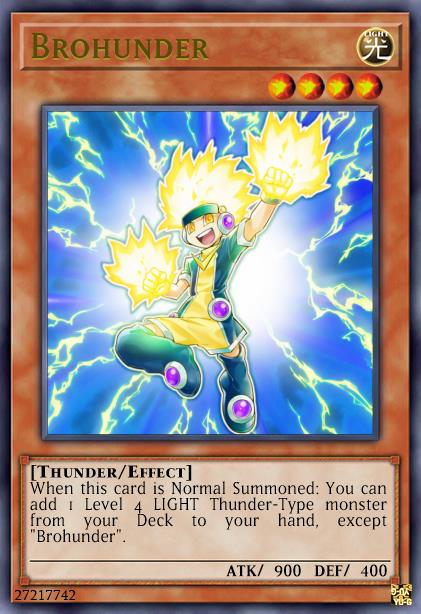 Brohunder
LIGHT
光
[Thunder/Effect]
When this card is Normal Summoned: You can
add 1 Level 4 LIGHT Thunder-Type monster
from your Deck to your hand, except
"Brohunder".
ATK/ 900 DEF/ 400
27217742